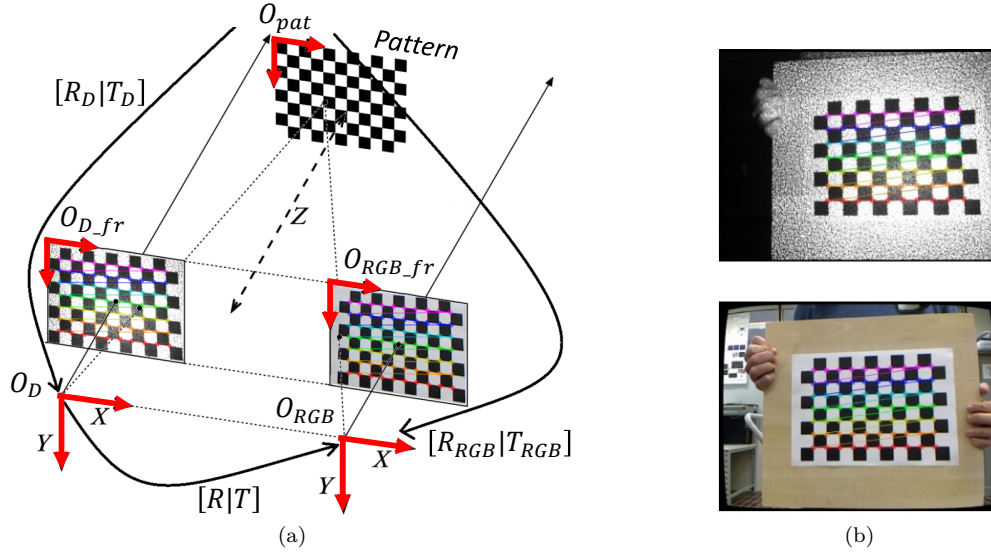 O_pat
Pattern
[R_D|T_D]
Z
O_D_fr
O_RGB_fr
O_D
X
Y
O_RGB
X
Y
[R_RGB|T_RGB]
[R|T]
(a)
(b)